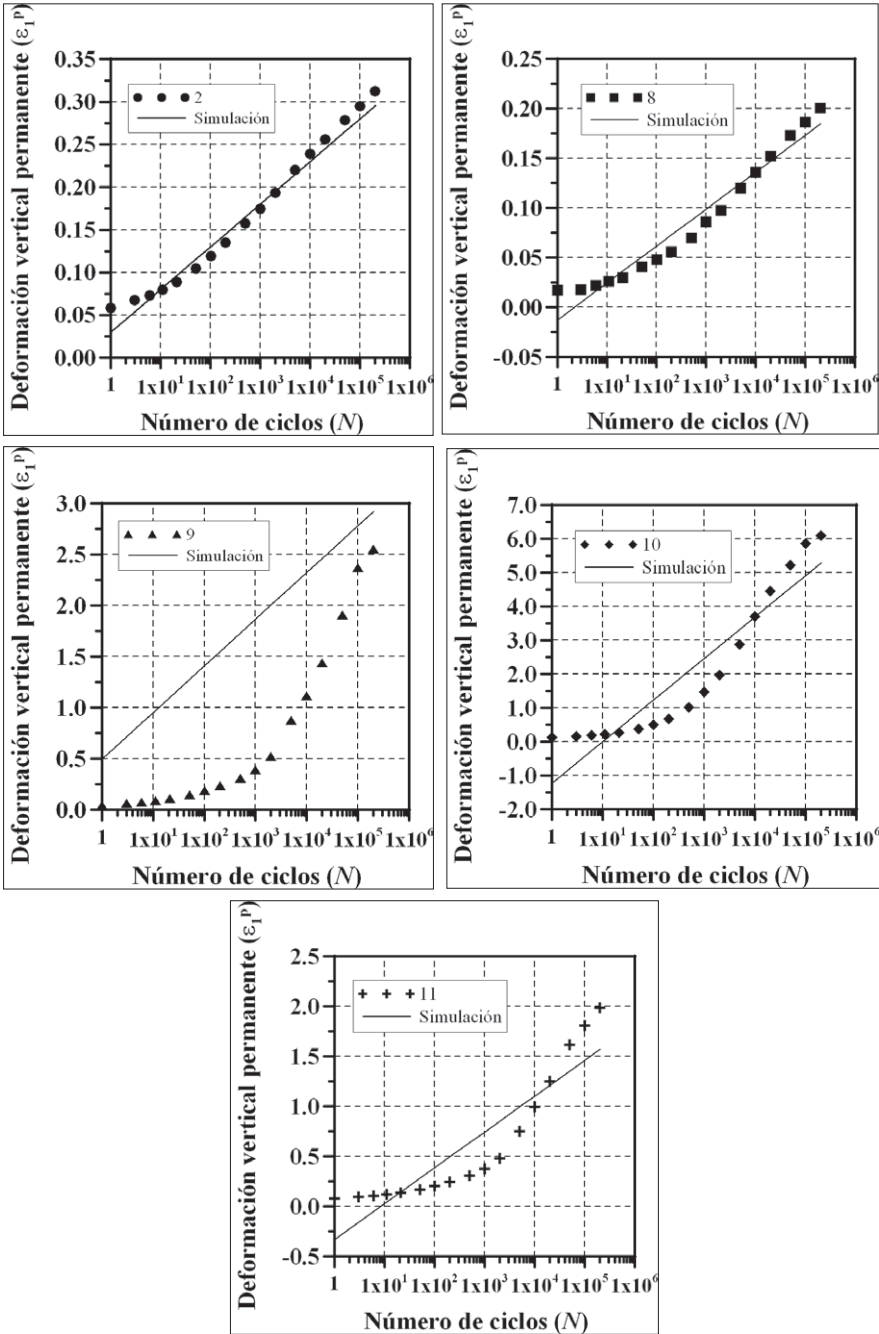 Deformación vertical permanente (ε₁ᵖ)
0.35
0.30
0.25
0.20
0.15
0.10
0.05
0.00
2
Simulación
1 1x10¹ 1x10² 1x10³ 1x10⁴ 1x10⁵ 1x10⁶
Número de ciclos (N)
Deformación vertical permanente (ε₁ᵖ)
0.25
0.20
0.15
0.10
0.05
0.00
-0.05
8
Simulación
1 1x10¹ 1x10² 1x10³ 1x10⁴ 1x10⁵ 1x10⁶
Número de ciclos (N)
Deformación vertical permanente (ε₁ᵖ)
3.0
2.5
2.0
1.5
1.0
0.5
0.0
9
Simulación
1 1x10¹ 1x10² 1x10³ 1x10⁴ 1x10⁵ 1x10⁶
Número de ciclos (N)
Deformación vertical permanente (ε₁ᵖ)
7.0
6.0
5.0
4.0
3.0
2.0
1.0
0.0
-1.0
-2.0
10
Simulación
1 1x10¹ 1x10² 1x10³ 1x10⁴ 1x10⁵ 1x10⁶
Número de ciclos (N)
Deformación vertical permanente (ε₁ᵖ)
2.5
2.0
1.5
1.0
0.5
0.0
-0.5
11
Simulación
1 1x10¹ 1x10² 1x10³ 1x10⁴ 1x10⁵ 1x10⁶
Número de ciclos (N)